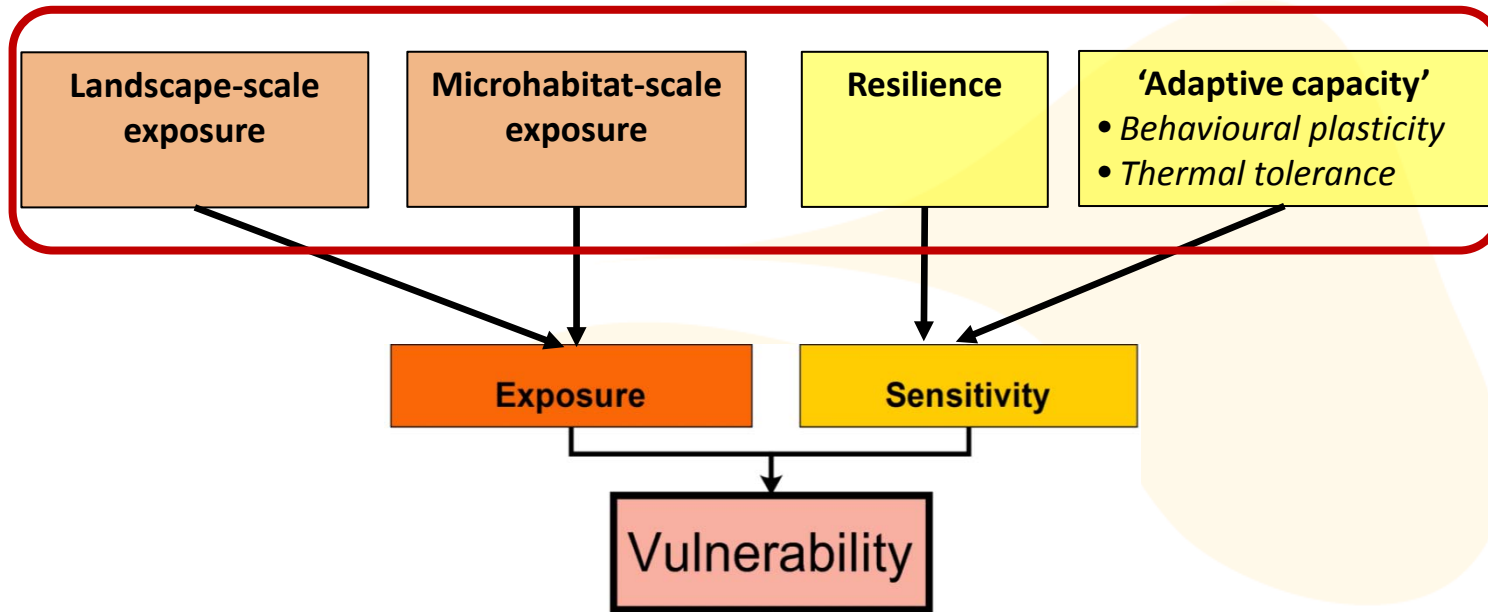 Landscape-scale
exposure
Microhabitat-scale
exposure
Resilience
‘Adaptive capacity’
• Behavioural plasticity
• Thermal tolerance
Exposure
Sensitivity
Vulnerability